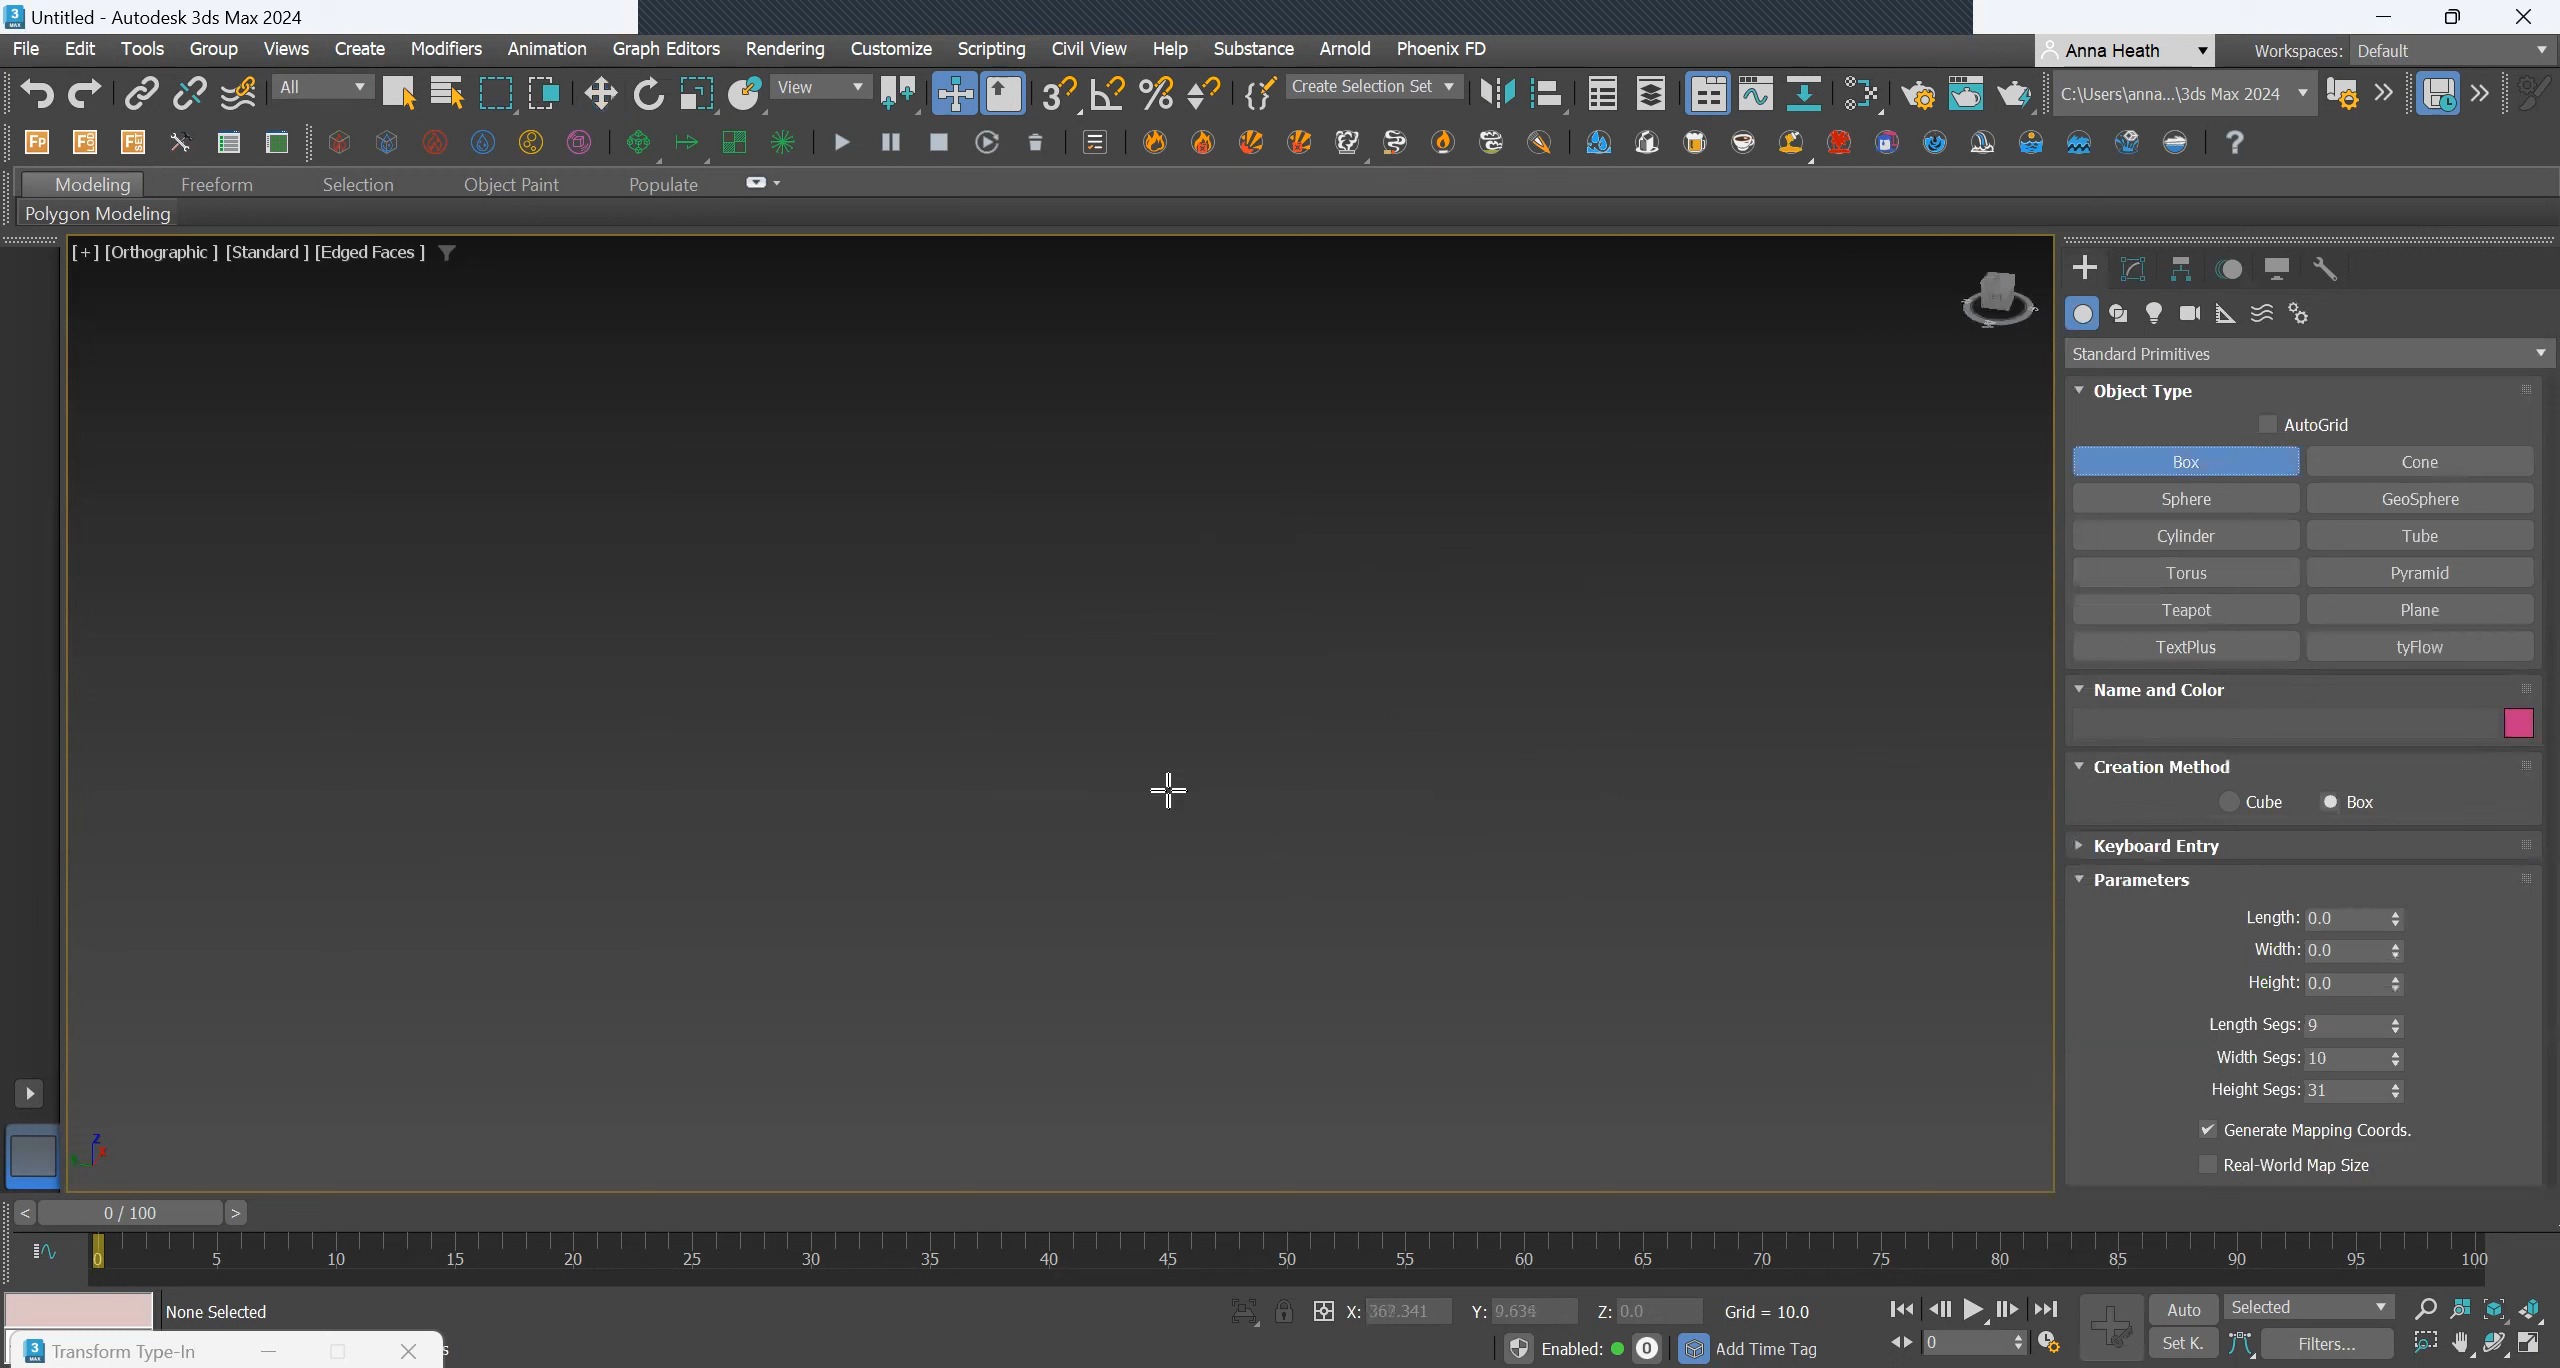 Untitled - Autodesk 3ds Max 2024
File Edit Tools Group Views Create Modifiers Animation Graph Editors Rendering Customize Scripting Civil View Help Substance Arnold Phoenix FD Anna Heath Workspaces: Default
All View Create Selection Set C:\Users\anna...\3ds Max 2024
Modeling Freeform Selection Object Paint Populate
Polygon Modeling
[+] [Orthographic ] [Standard ] [Edged Faces ]
Standard Primitives
Object Type
AutoGrid
Box Cone
Sphere GeoSphere
Cylinder Tube
Torus Pyramid
Teapot Plane
TextPlus tyFlow
Name and Color
Creation Method
Cube Box
Keyboard Entry
Parameters
Length: 0.0
Width: 0.0
Height: 0.0
Length Segs: 9
Width Segs: 10
Height Segs: 31
Generate Mapping Coords.
Real-World Map Size
z
x
< 0 / 100 >
0 5 10 15 20 25 30 35 40 45 50 55 60 65 70 75 80 85 90 95 100
None Selected X: Y: 9.634 Z: 0.0 Grid = 10.0 Auto Selected
Transform Type-In Enabled: 0 Add Time Tag 0 Set K. Filters...